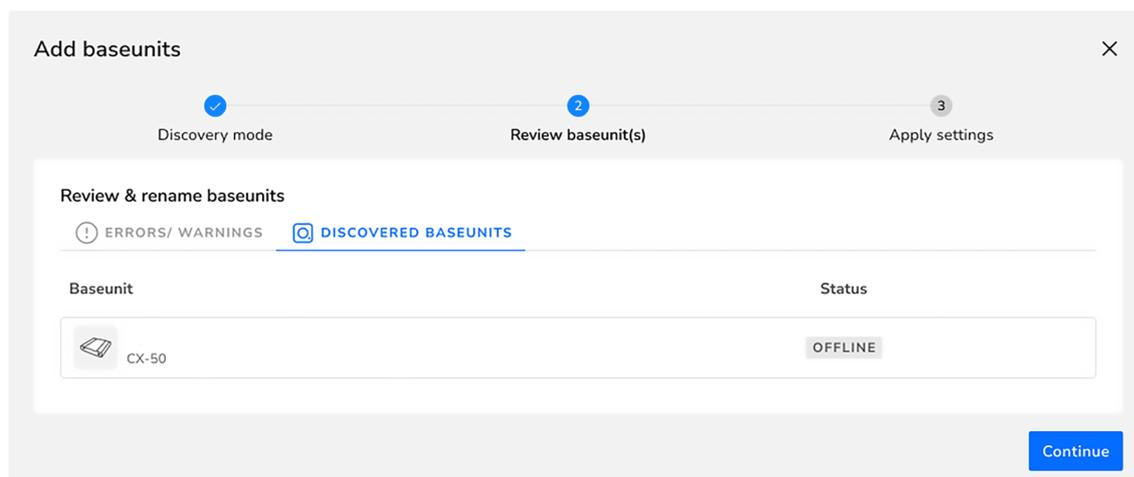 Add baseunits
2
3
Discovery mode
Review baseunit(s)
Apply settings
Review & rename baseunits
ERRORS/ WARNINGS
DISCOVERED BASEUNITS
Baseunit
Status
CX-50
OFFLINE
Continue